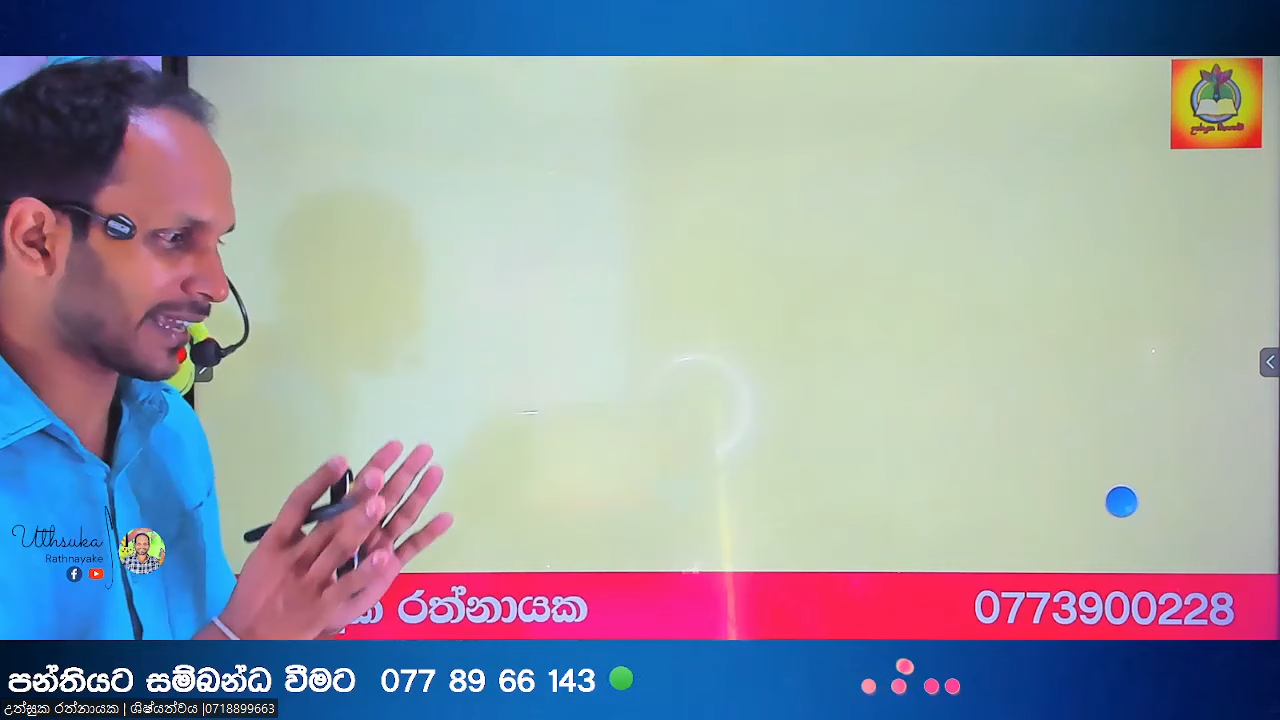 Utthsuka
Rathnayake
රත්නායක 0773900228
පන්තියට සම්බන්ධ වීමට 077 89 66 143
උත්සුක රත්නායක | ශිෂ්‍යත්වය |0718899663